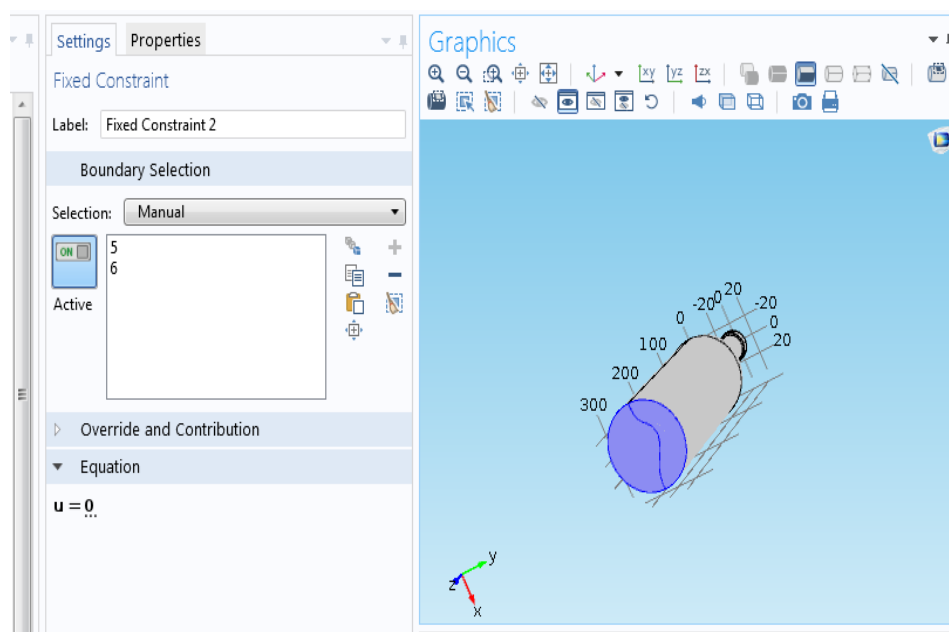 Settings Properties
Fixed Constraint
Label: Fixed Constraint 2
Boundary Selection
Selection: Manual
ON
5
6
Active
Override and Contribution
Equation
u = 0
Graphics
xy yz zx
20
0
-20
-20
0
0
20
100
200
300
y
z
x